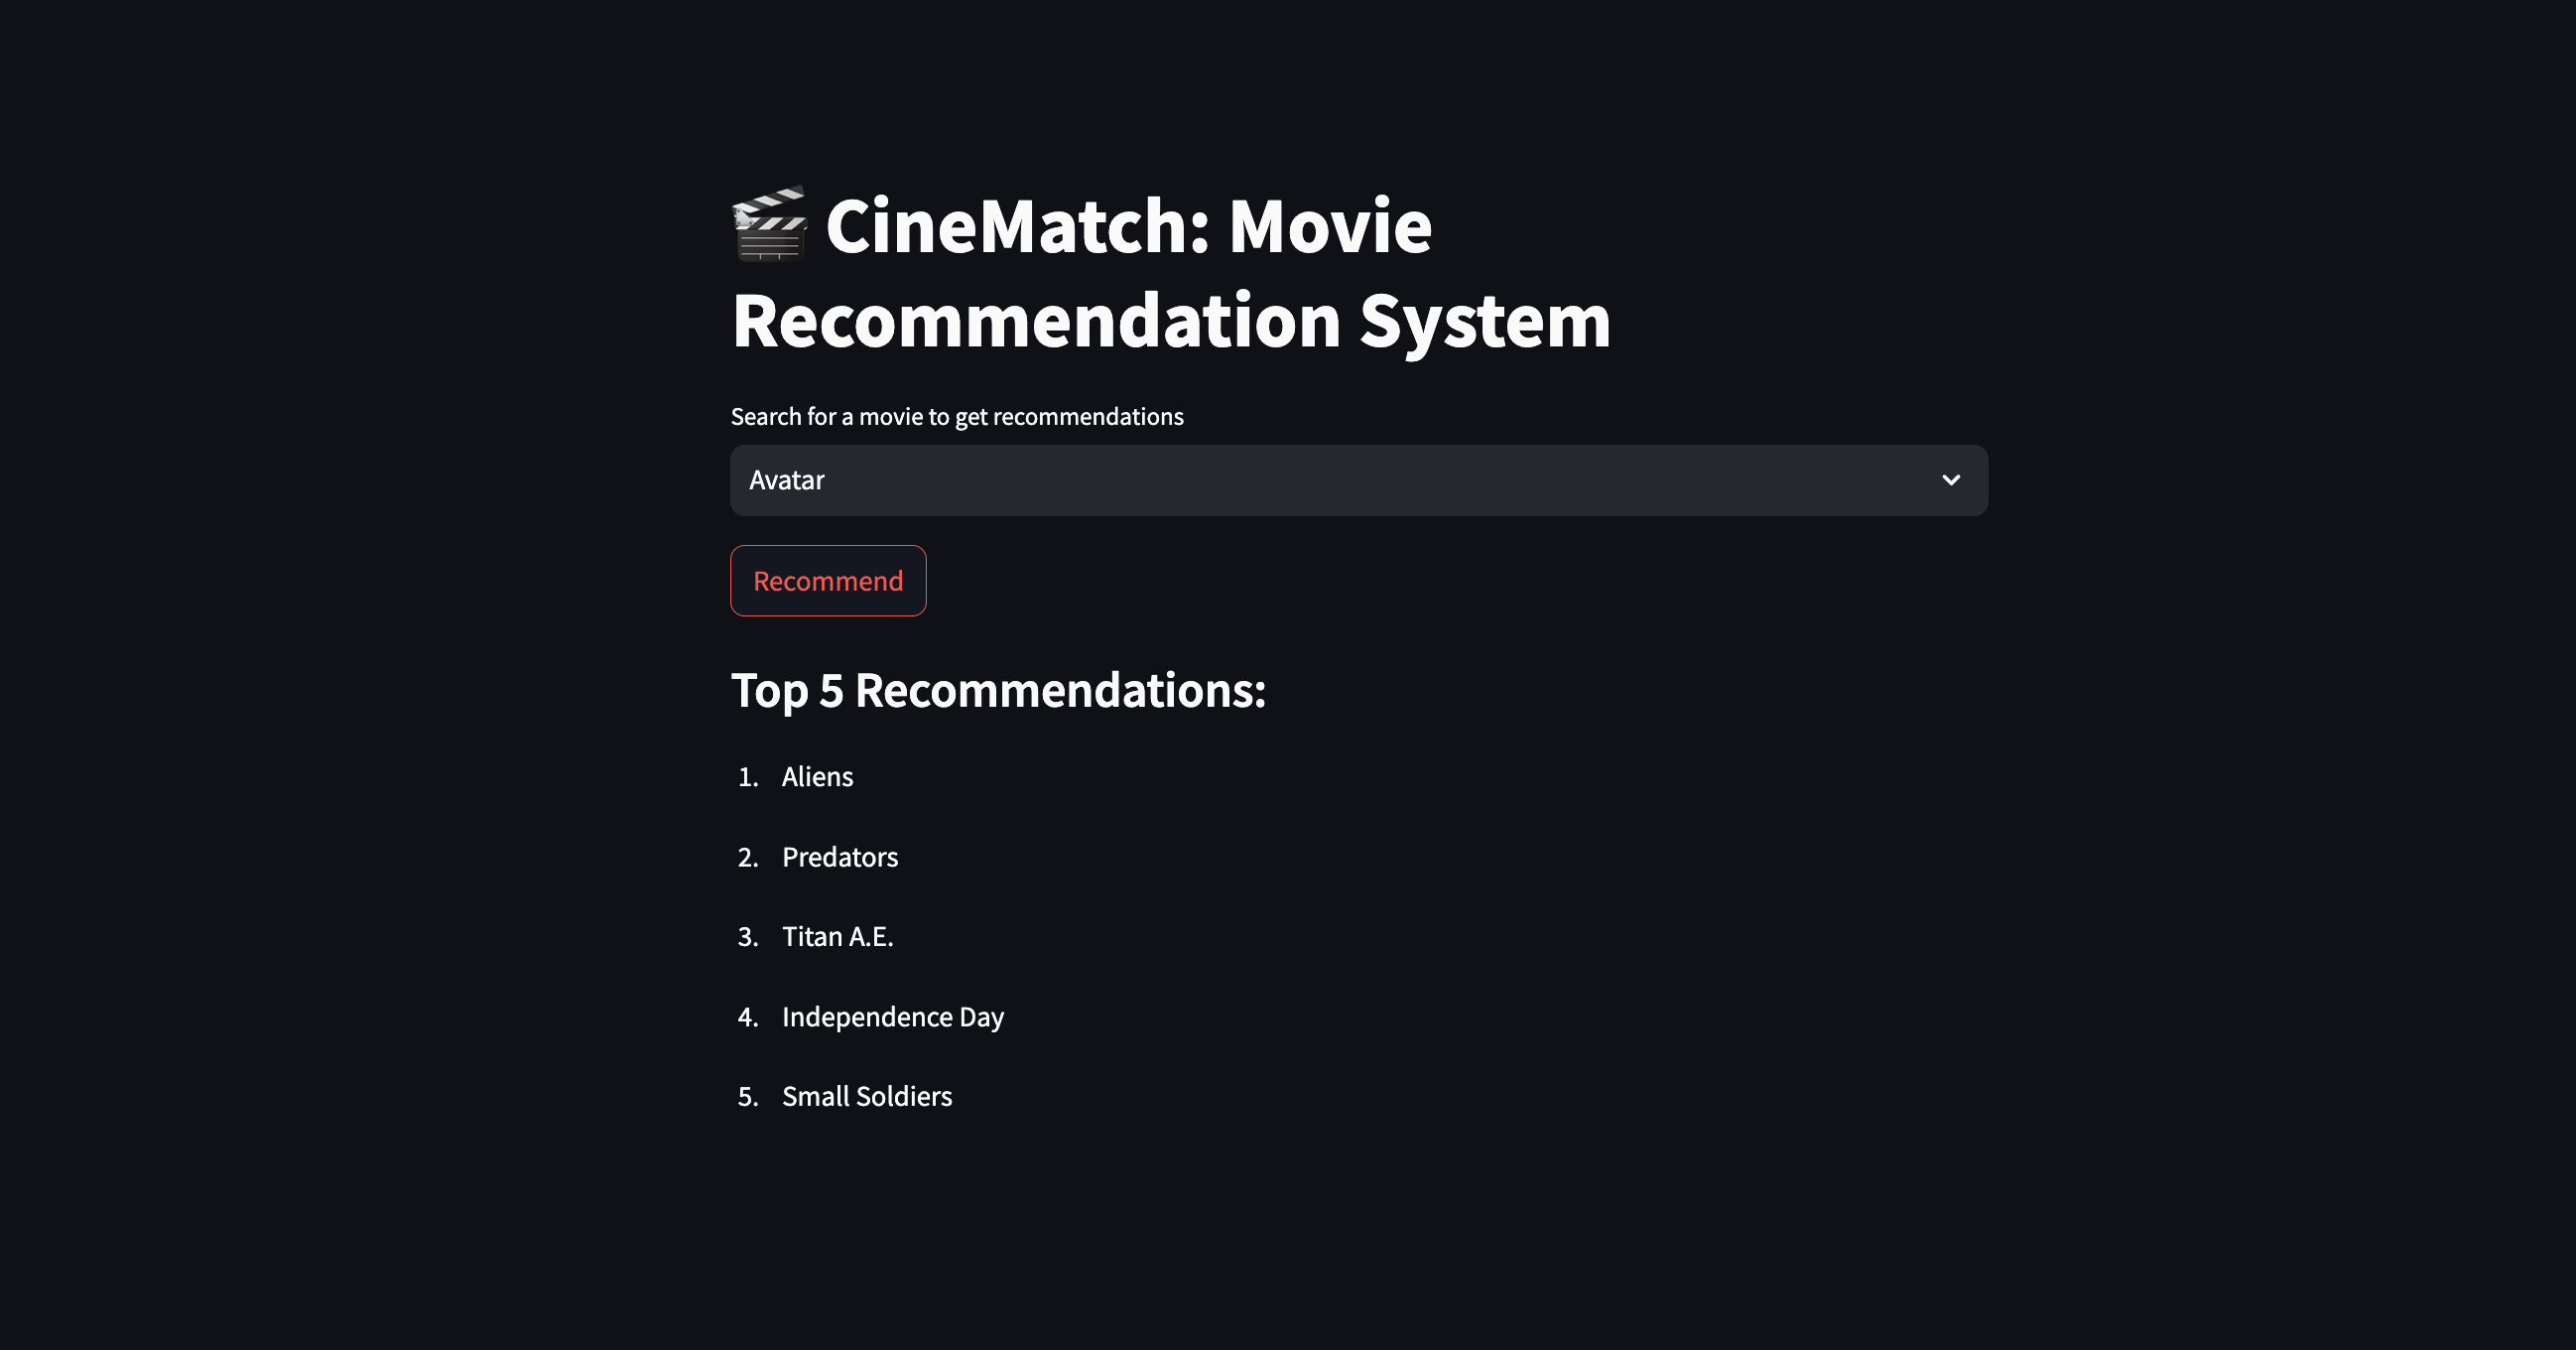 🎬 CineMatch: Movie
Recommendation System
Search for a movie to get recommendations
Avatar
Recommend
Top 5 Recommendations:
1. Aliens
2. Predators
3. Titan A.E.
4. Independence Day
5. Small Soldiers